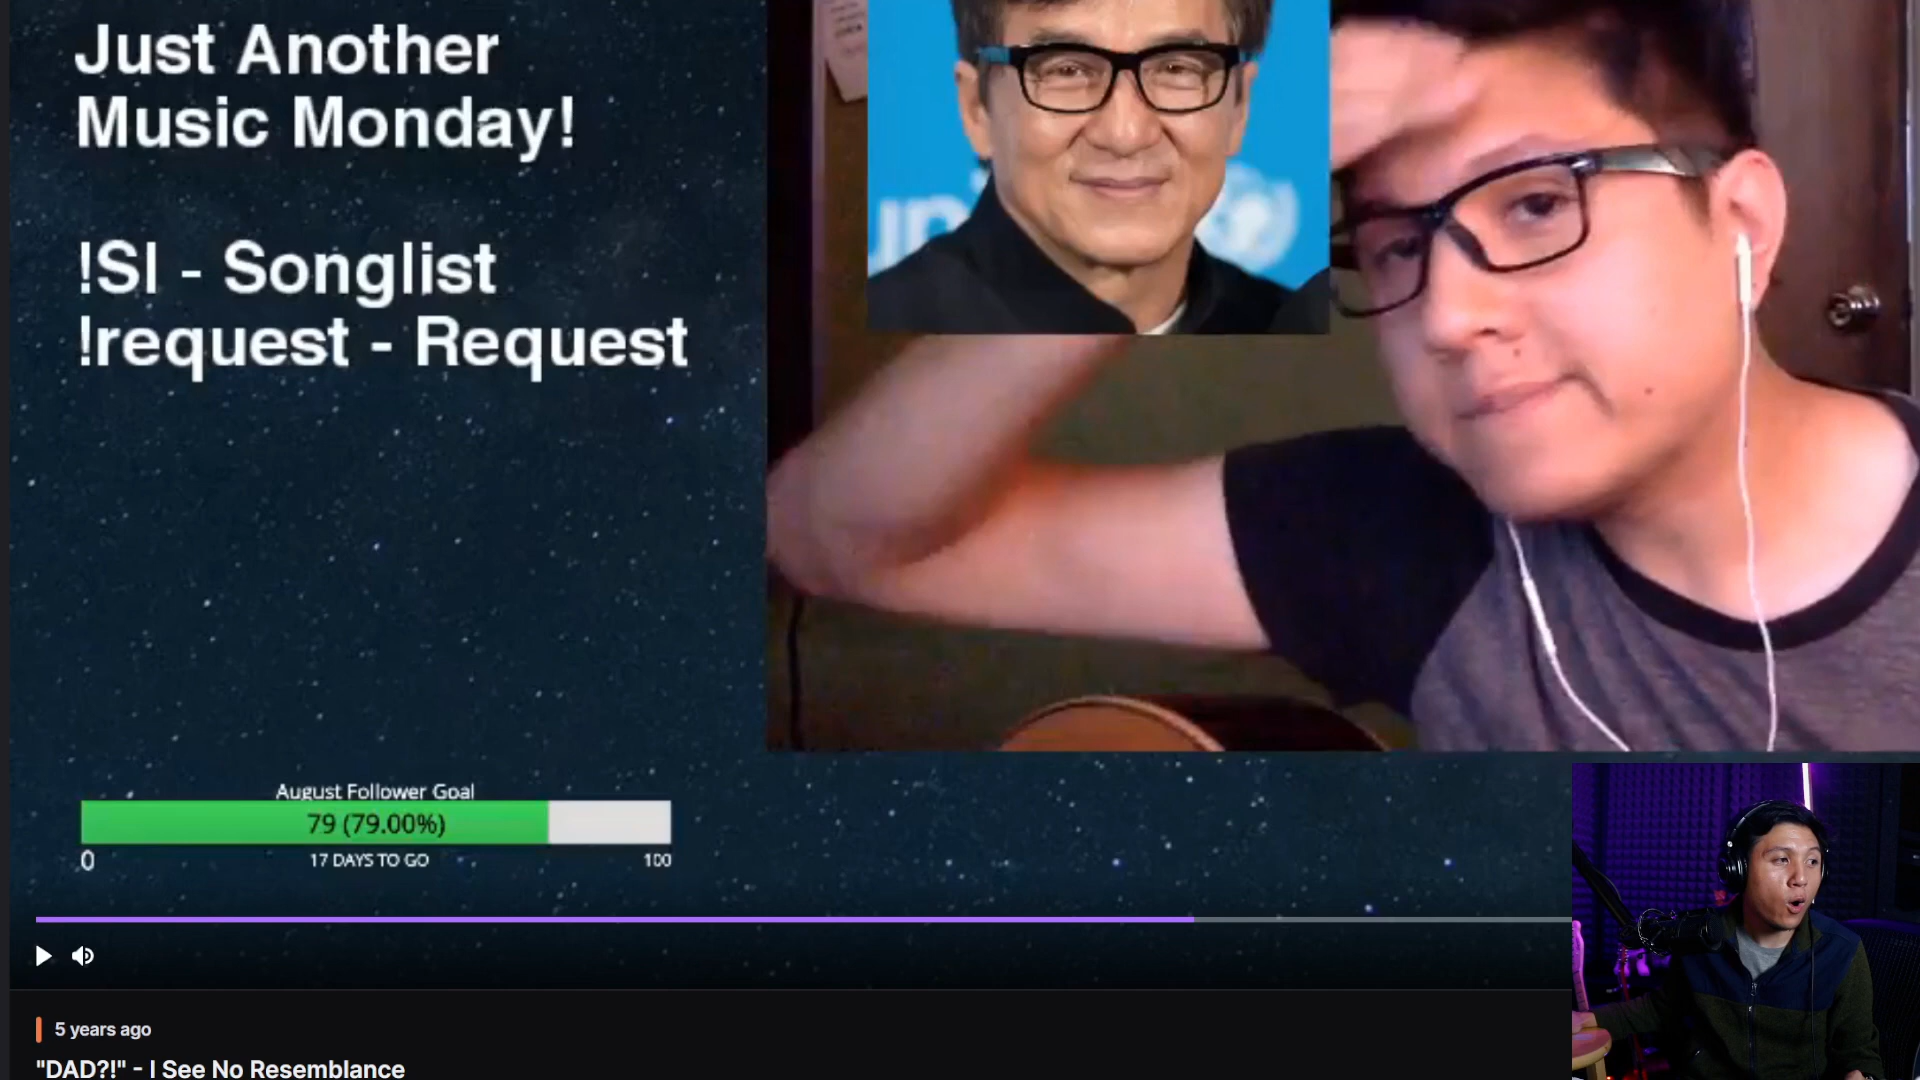 Just Another
Music Monday!
!Sl - Songlist
!request - Request
August Follower Goal
79 (79.00%)
0
17 DAYS TO GO
100
5 years ago
"DAD?!" - I See No Resemblance